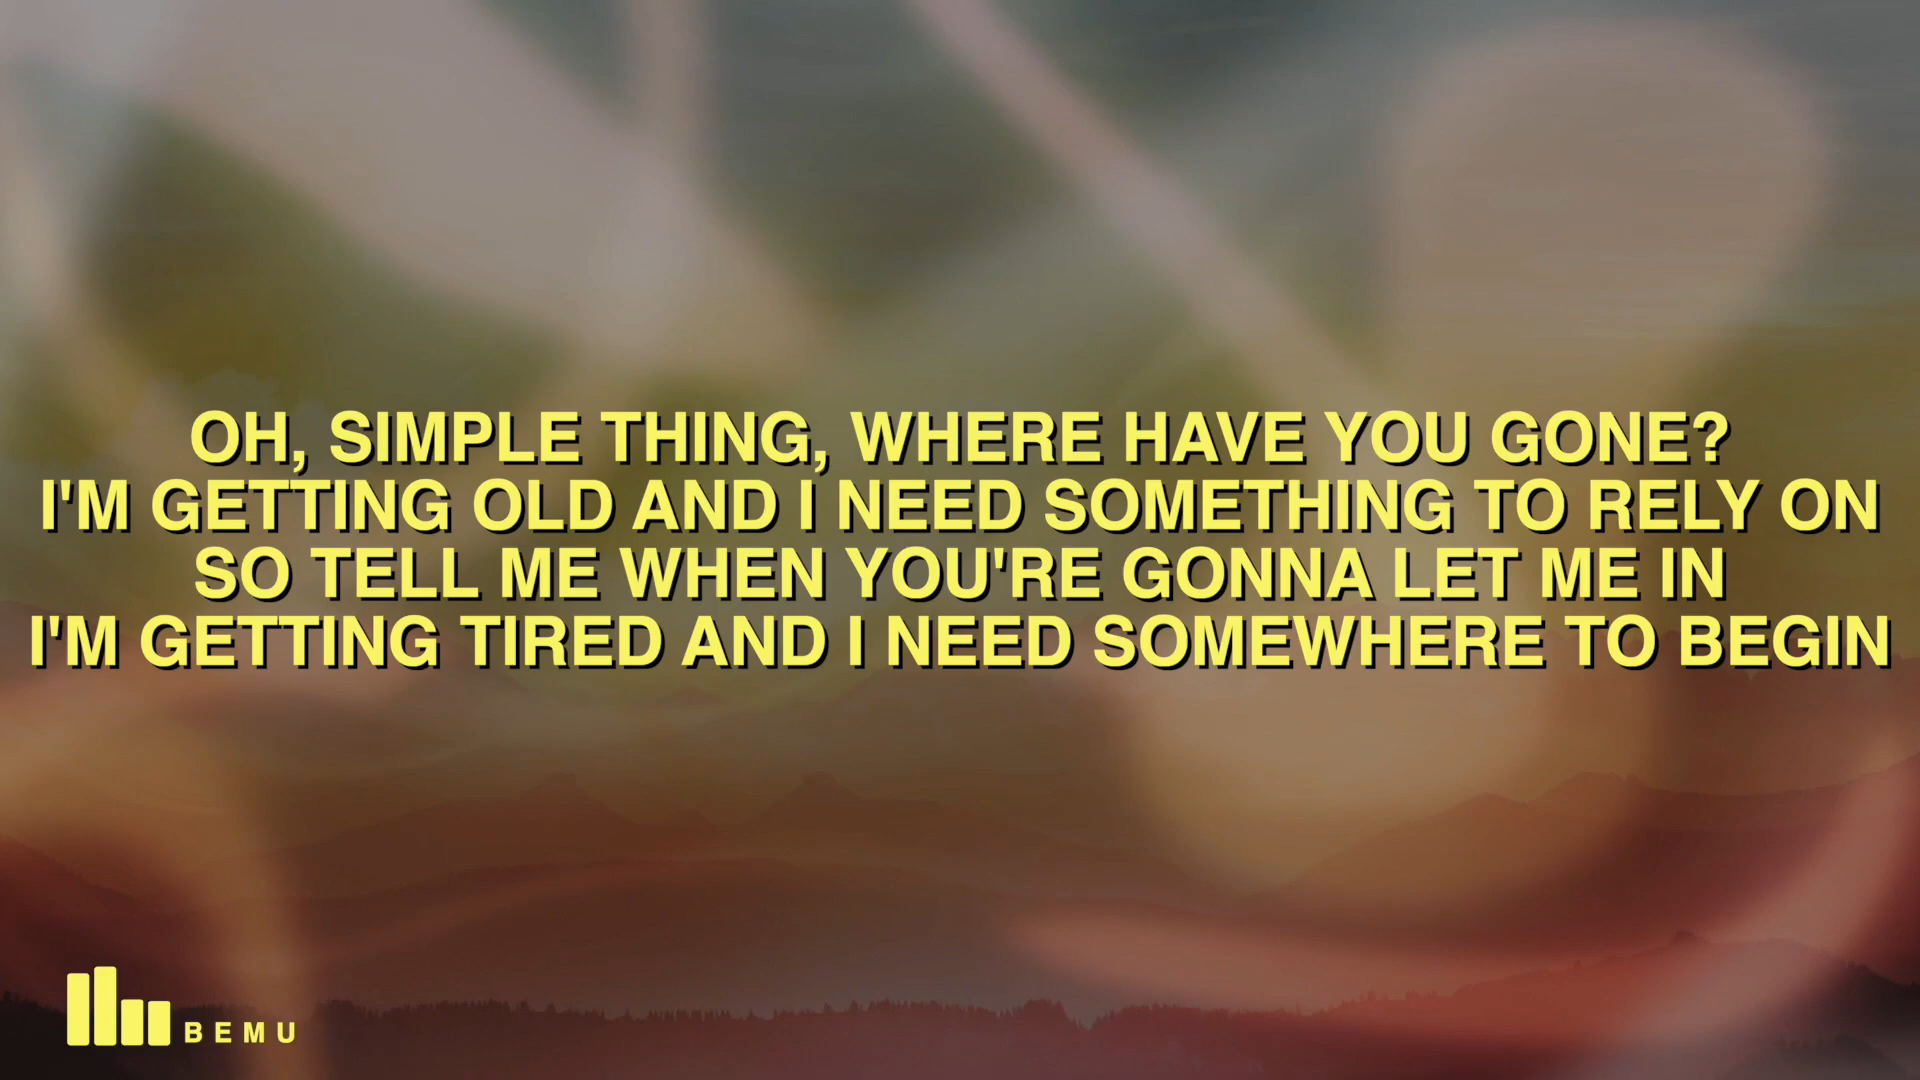 OH, SIMPLE THING, WHERE HAVE YOU GONE?
I'M GETTING OLD AND I NEED SOMETHING TO RELY ON
SO TELL ME WHEN YOU'RE GONNA LET ME IN
I'M GETTING TIRED AND I NEED SOMEWHERE TO BEGIN
BEMU